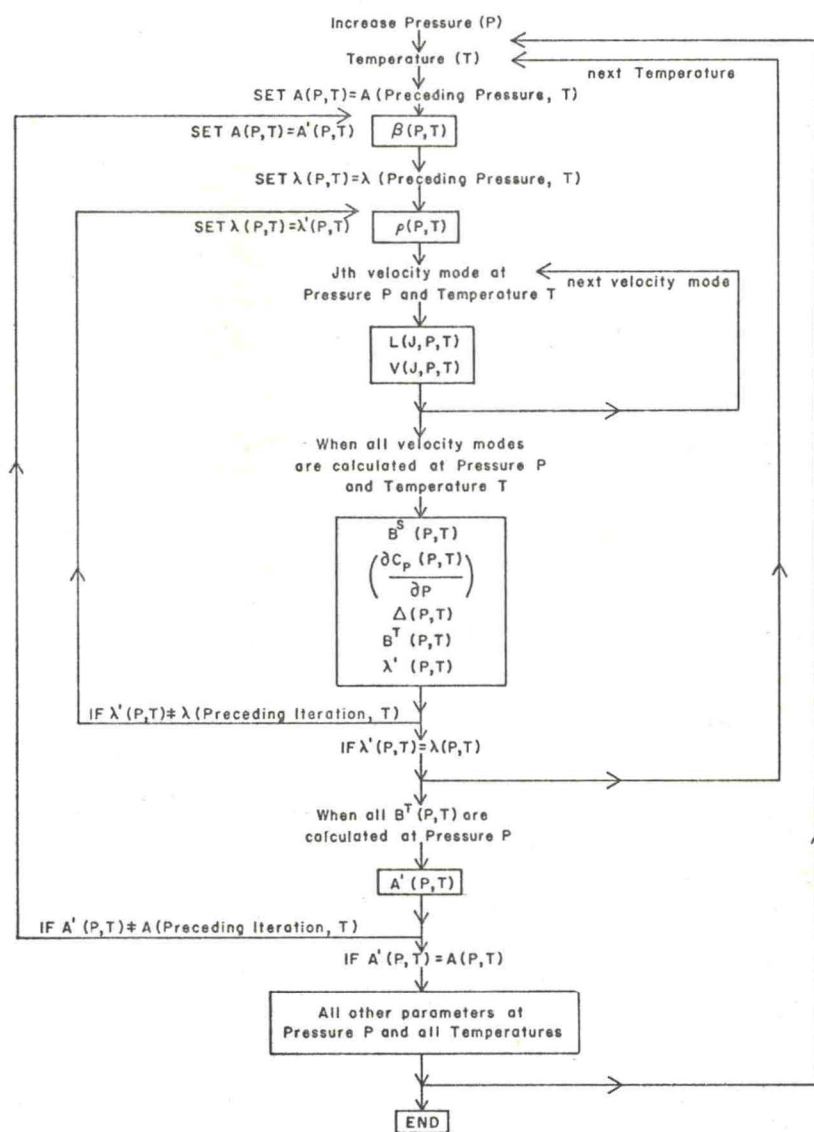 Increase Pressure (P)
Temperature (T)
next Temperature
SET A(P,T)=A (Preceding Pressure, T)
SET A(P,T)=A'(P,T)
β(P,T)
SET λ(P,T)=λ (Preceding Pressure, T)
SET λ(P,T)=λ'(P,T)
ρ(P,T)
Jth velocity mode at
Pressure P and Temperature T
next velocity mode
L(J,P,T)
V(J,P,T)
When all velocity modes
are calculated at Pressure P
and Temperature T
B^S (P,T)
(∂C_P (P,T)
∂P)
Δ(P,T)
B^T (P,T)
λ' (P,T)
IF λ'(P,T)≠λ(Preceding Iteration, T)
IF λ'(P,T)=λ(P,T)
When all B^T(P,T) are
calculated at Pressure P
A' (P,T)
IF A' (P,T) ≠ A (Preceding Iteration, T)
IF A' (P,T) = A(P,T)
All other parameters at
Pressure P and all Temperatures
END